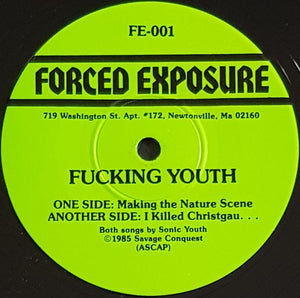 FE-001
FORCED EXPOSURE
719 Washington St. Apt. #172, Newtonville, Ma 02160
FUCKING YOUTH
ONE SIDE: Making the Nature Scene
ANOTHER SIDE: I Killed Christgau. . .
Both songs by Sonic Youth
©1985 Savage Conquest
(ASCAP)